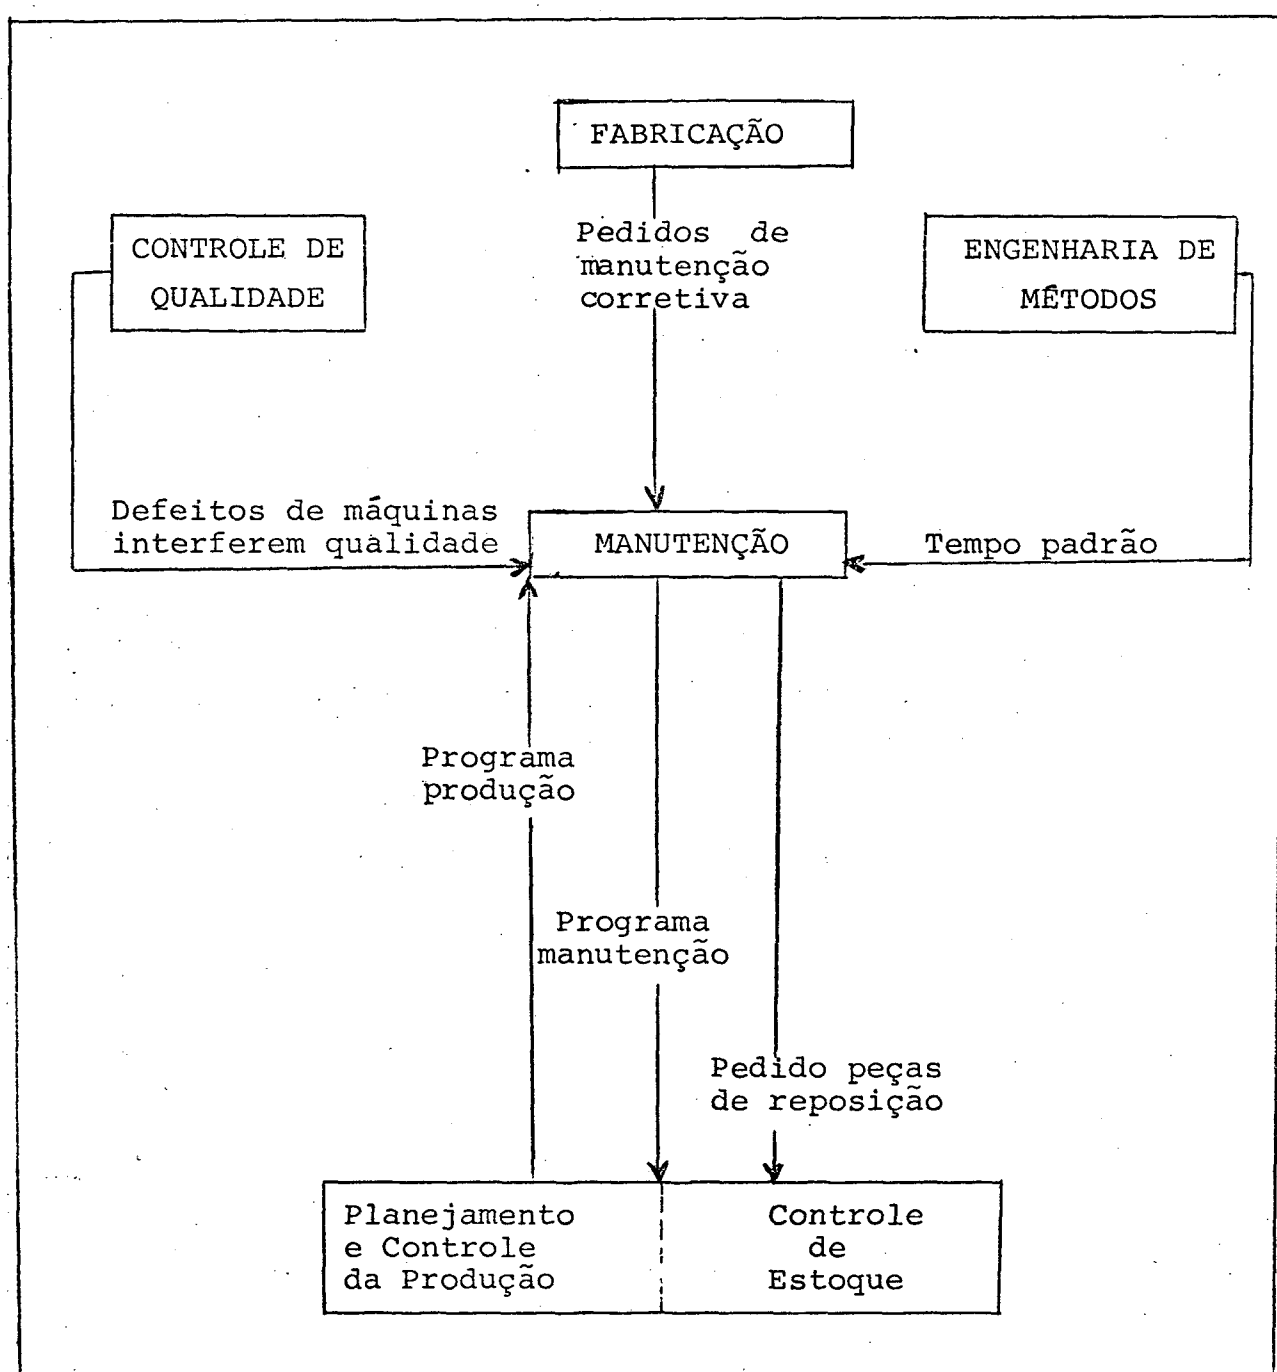 FABRICAÇÃO
CONTROLE DE
QUALIDADE
Pedidos de
manutenção
corretiva
ENGENHARIA DE
MÉTODOS
Defeitos de máquinas
interferem qualidade
MANUTENÇÃO
Tempo padrão
Programa
produção
Programa
manutenção
Pedido peças
de reposição
Planejamento
e Controle
da Produção
Controle
de
Estoque